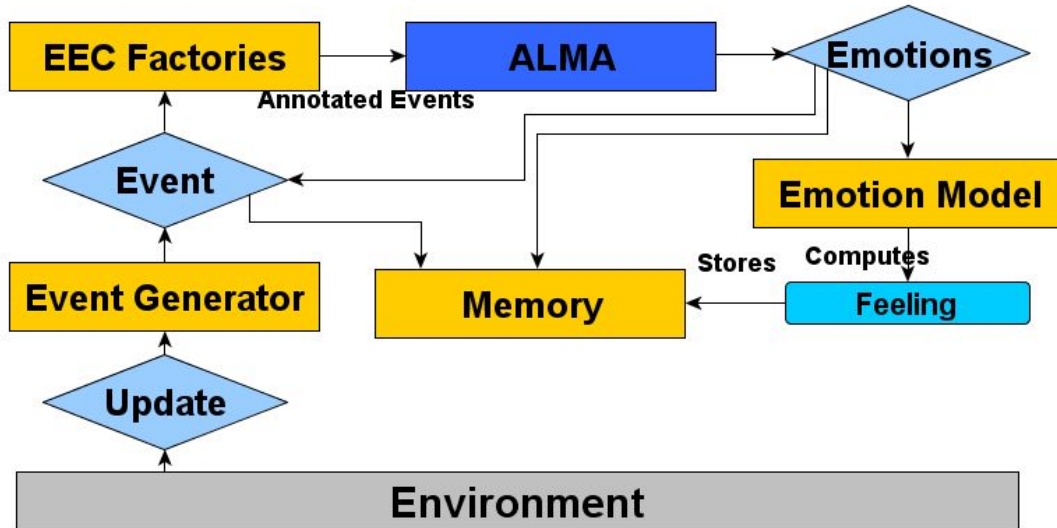 EEC Factories
ALMA
Emotions
Annotated Events
Event
Emotion Model
Stores
Computes
Event Generator
Memory
Feeling
Update
Environment